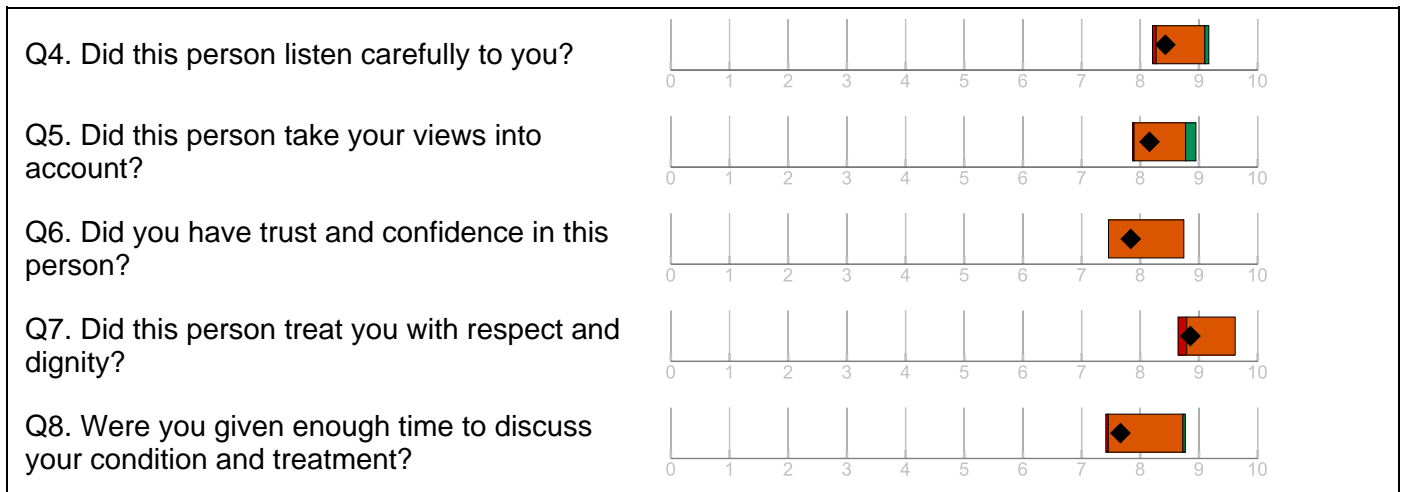 Q4. Did this person listen carefully to you?
0 1 2 3 4 5 6 7 8 9 10
Q5. Did this person take your views into
account?
0 1 2 3 4 5 6 7 8 9 10
Q6. Did you have trust and confidence in this
person?
0 1 2 3 4 5 6 7 8 9 10
Q7. Did this person treat you with respect and
dignity?
0 1 2 3 4 5 6 7 8 9 10
Q8. Were you given enough time to discuss
your condition and treatment?
0 1 2 3 4 5 6 7 8 9 10